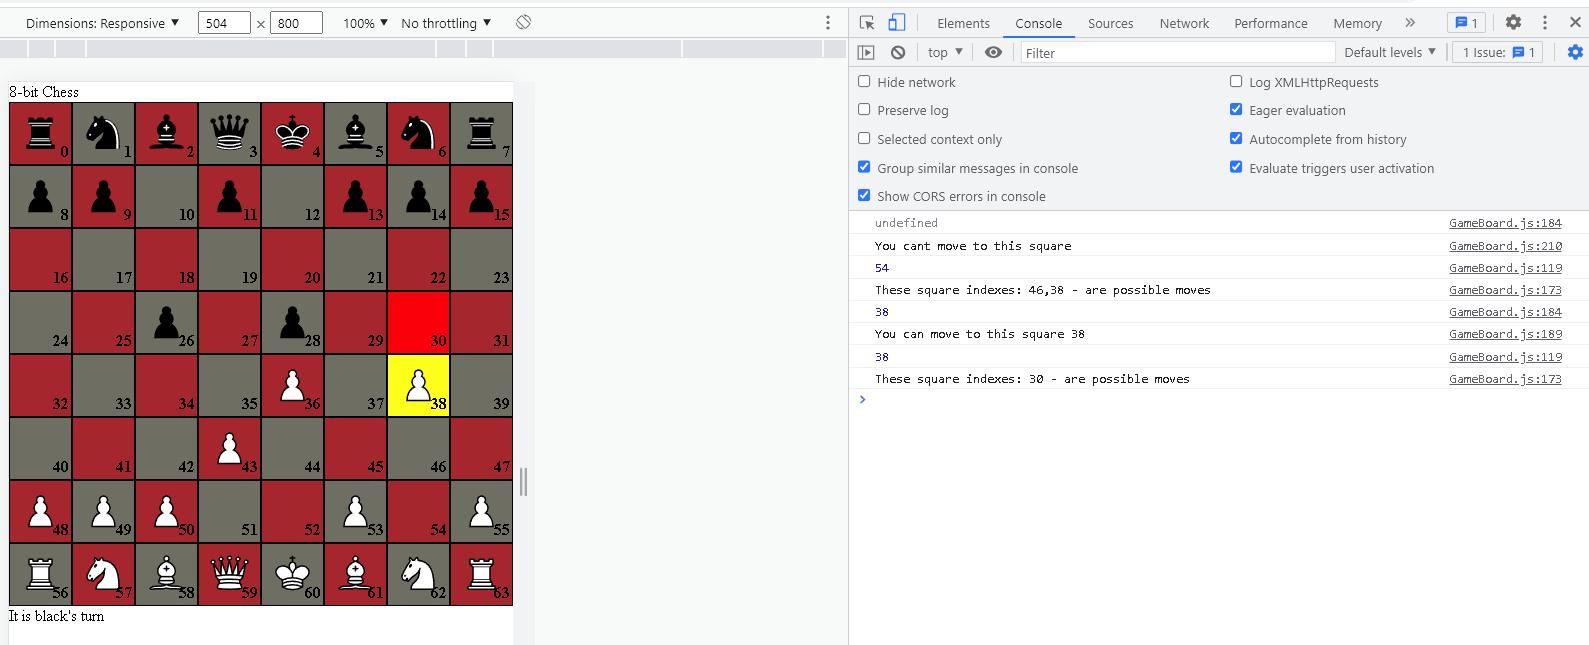 Dimensions: Responsive ▼ 504 × 800 100% ▼ No throttling ▼
Elements Console Sources Network Performance Memory » 1
top ▼ Filter Default levels ▼ 1 Issue: 1
Hide network Log XMLHttpRequests
Preserve log Eager evaluation
Selected context only Autocomplete from history
Group similar messages in console Evaluate triggers user activation
Show CORS errors in console
undefined GameBoard.js:184
You cant move to this square GameBoard.js:210
54 GameBoard.js:119
These square indexes: 46,38 - are possible moves GameBoard.js:173
38 GameBoard.js:184
You can move to this square 38 GameBoard.js:189
38 GameBoard.js:119
These square indexes: 30 - are possible moves GameBoard.js:173
8-bit Chess
0 1 2 3 4 5 6 7
8 9 10 11 12 13 14 15
16 17 18 19 20 21 22 23
24 25 26 27 28 29 30 31
32 33 34 35 36 37 38 39
40 41 42 43 44 45 46 47
48 49 50 51 52 53 54 55
56 57 58 59 60 61 62 63
It is black's turn